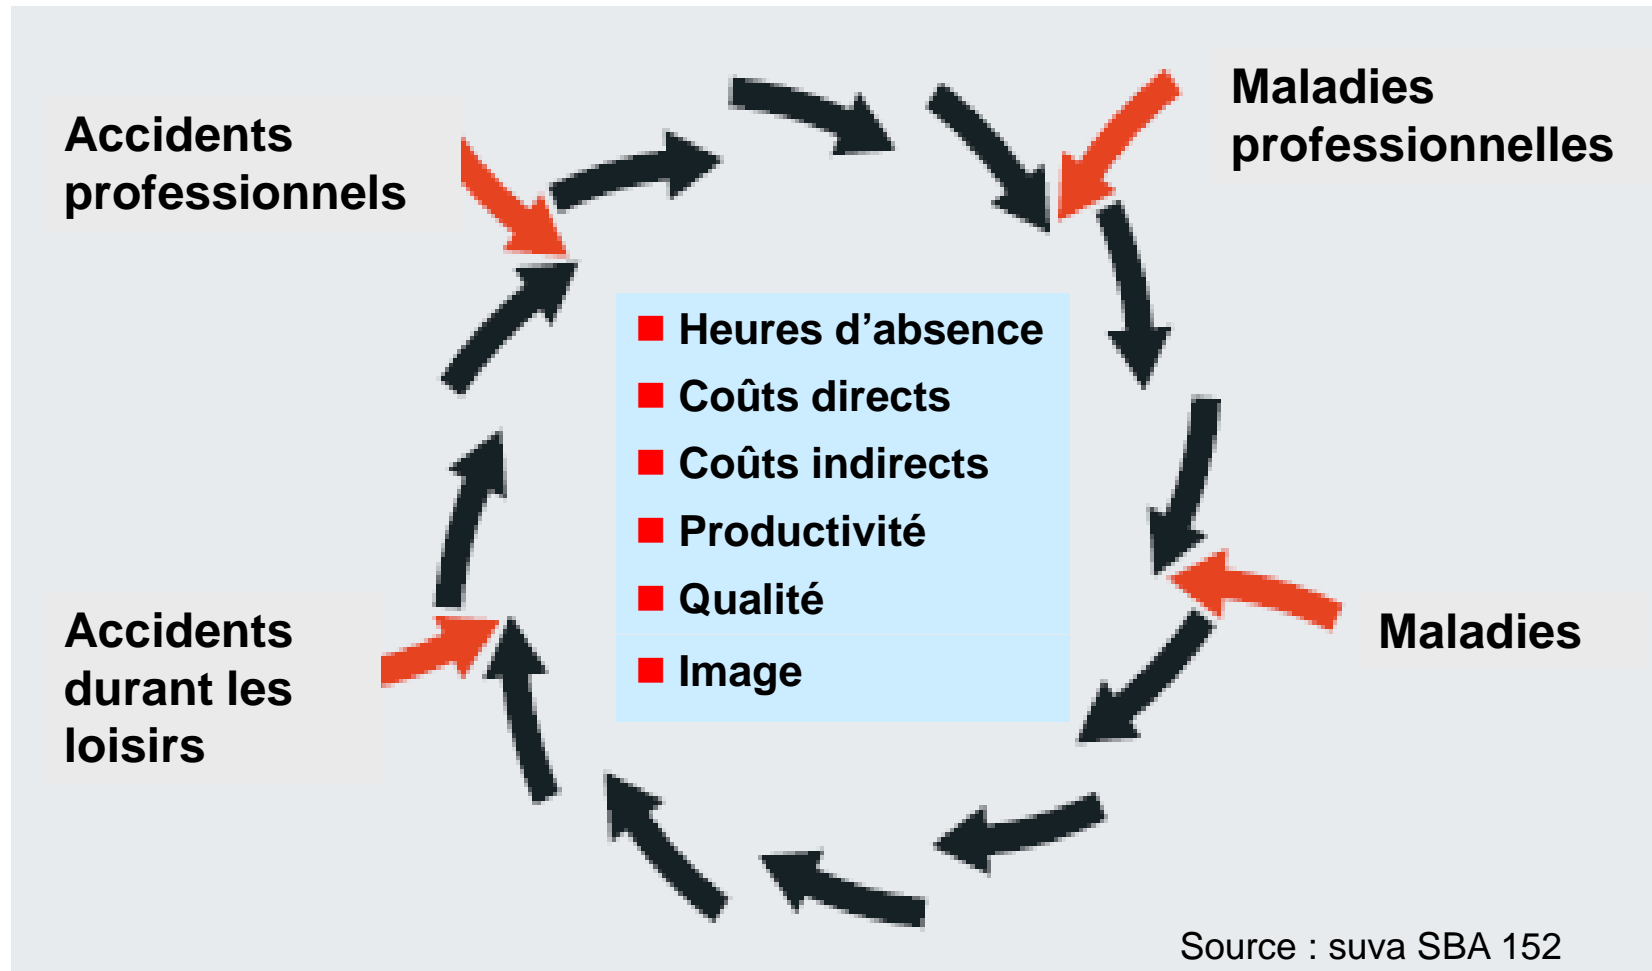 Accidents
professionnels
Maladies
professionnelles
■ Heures d’absence
■ Coûts directs
■ Coûts indirects
■ Productivité
■ Qualité
■ Image
Accidents
durant les
loisirs
Maladies
Source : suva SBA 152